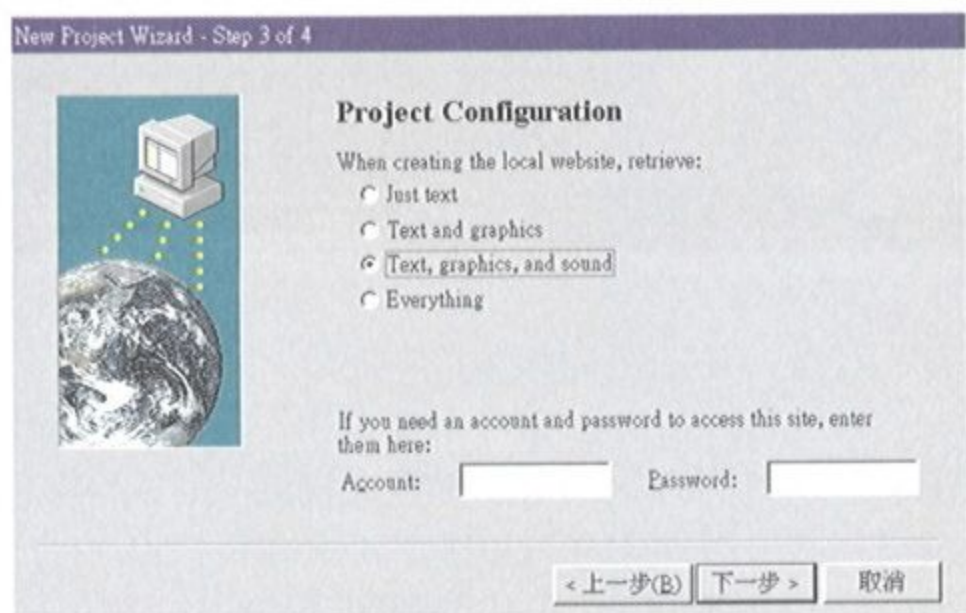 New Project Wizard - Step 3 of 4
Project Configuration
When creating the local website, retrieve:
Just text
Text and graphics
Text, graphics, and sound
Everything
If you need an account and password to access this site, enter
them here:
Account: Password:
<上一步(B) 下一步> 取消